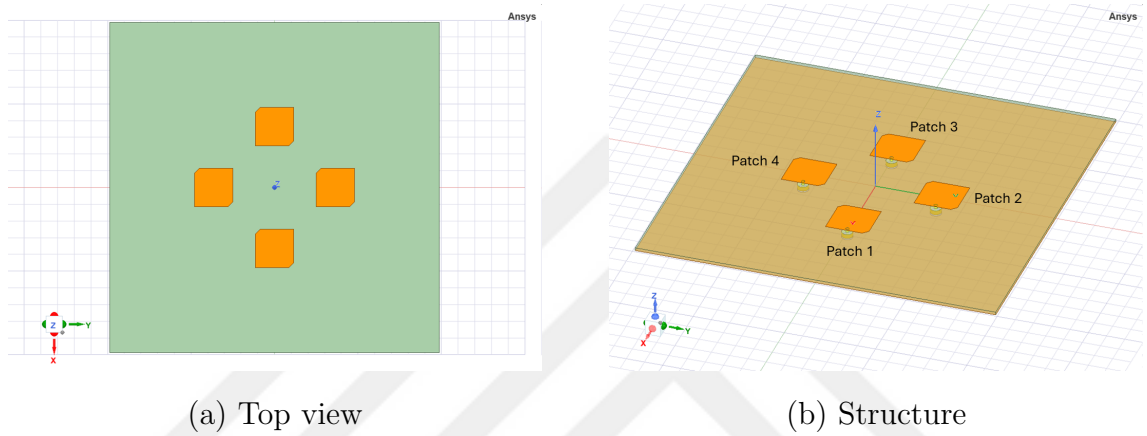 Ansys
Z
Z
Y
X
(a) Top view
Ansys
Z
Patch 3
Patch 4
Patch 2
Patch 1
Z
Y
X
(b) Structure